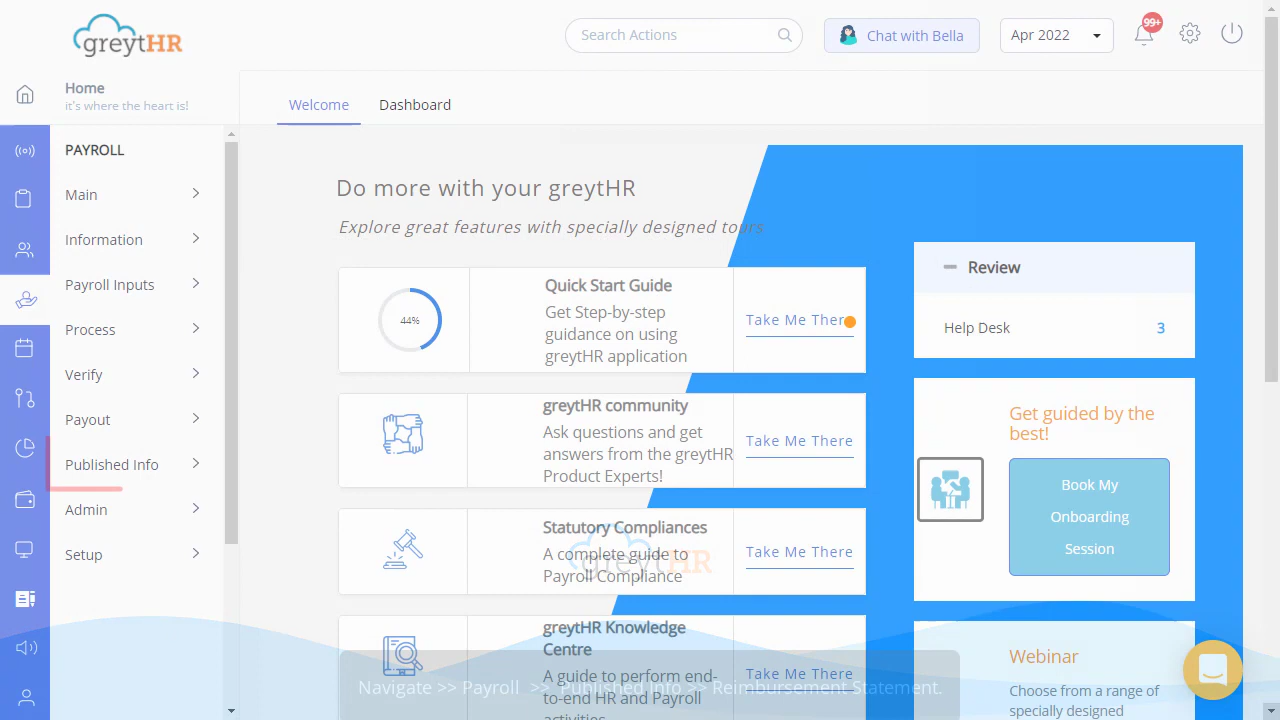 greytHR
Search Actions
Chat with Bella
Apr 2022
99+
Home
it's where the heart is!
Welcome
Dashboard
PAYROLL
Main
Information
Payroll Inputs
Process
Verify
Payout
Published Info
Admin
Setup
Do more with your greytHR
Explore great features with specially designed tours
44%
Quick Start Guide
Get Step-by-step
guidance on using
greytHR application
Take Me Ther
greytHR community
Ask questions and get
answers from the greytHR
Product Experts!
Take Me There
Statutory Compliances
A complete guide to
Payroll Compliance
Take Me There
greytHR
greytHR Knowledge
Centre
A guide to perform end-
to-end HR and Payroll
activities
Take Me There
Review
Help Desk 3
Get guided by the
best!
Book My
Onboarding
Session
Webinar
Choose from a range of
specially designed
Navigate >> Payroll >> Published Info >> Reimbursement Statement.